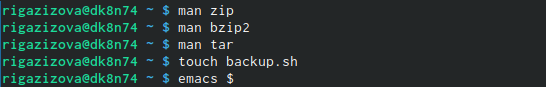 rigazizova@dk8n74 ~ $ man zip
rigazizova@dk8n74 ~ $ man bzip2
rigazizova@dk8n74 ~ $ man tar
rigazizova@dk8n74 ~ $ touch backup.sh
rigazizova@dk8n74 ~ $ emacs $